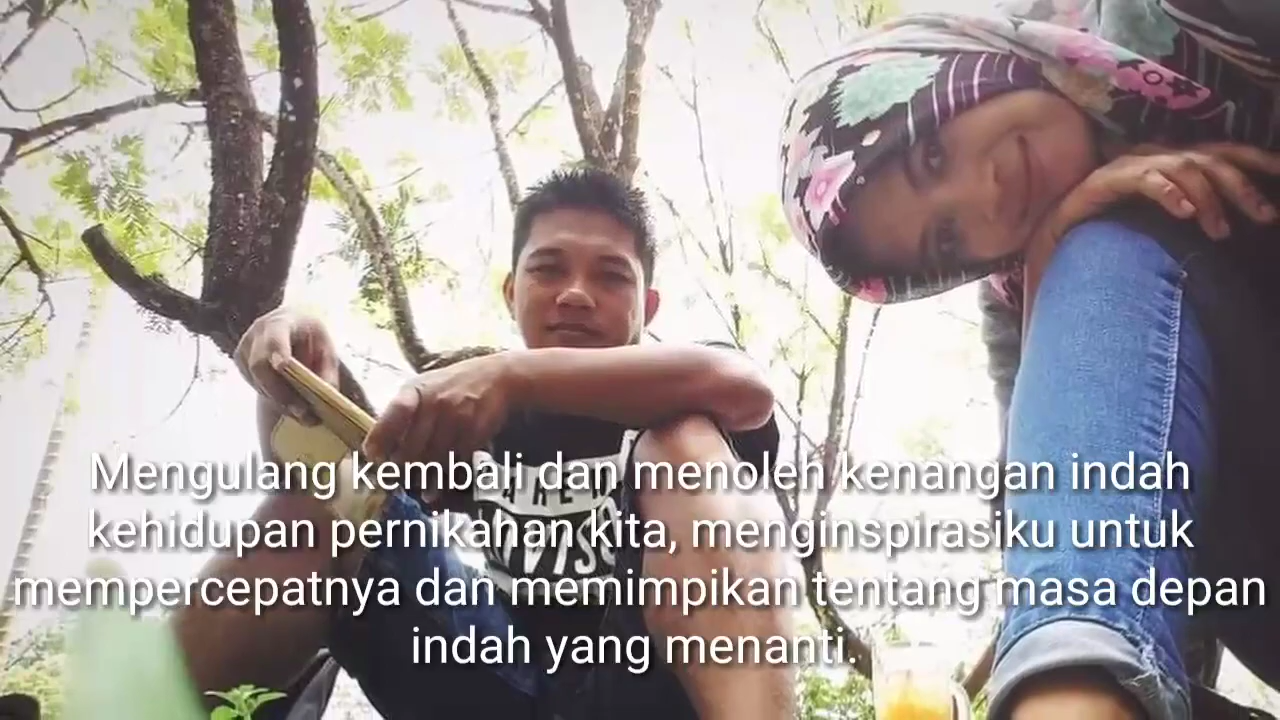 Mengulang kembali dan menoleh kenangan indah
kehidupan pernikahan kita, menginspirasiku untuk
mempercepatnya dan memimpikan tentang masa depan
indah yang menanti.